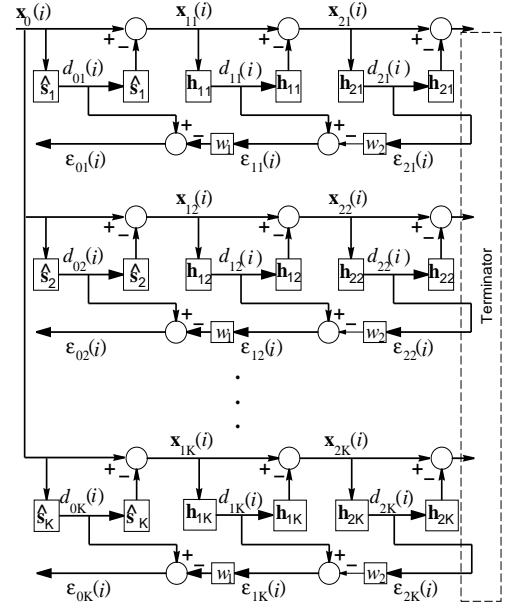 x₀(i) x₁₁(i) x₂₁(i)
+ − + − + −
ŝ₁ d₀₁(i) ŝ₁ h₁₁ d₁₁(i) h₁₁ h₂₁ d₂₁(i) h₂₁
+ − w₁ + − w₂
ε₀₁(i) ε₁₁(i) ε₂₁(i)
x₁₂(i) x₂₂(i)
+ − + − + −
ŝ₂ d₀₂(i) ŝ₂ h₁₂ d₁₂(i) h₁₂ h₂₂ d₂₂(i) h₂₂
+ − w₁ + − w₂
ε₀₂(i) ε₁₂(i) ε₂₂(i)
Terminator
. . .
x₁K(i) x₂K(i)
+ − + − + −
ŝK d₀K(i) ŝK h₁K d₁K(i) h₁K h₂K d₂K(i) h₂K
+ − w₁ + − w₂
ε₀K(i) ε₁K(i) ε₂K(i)